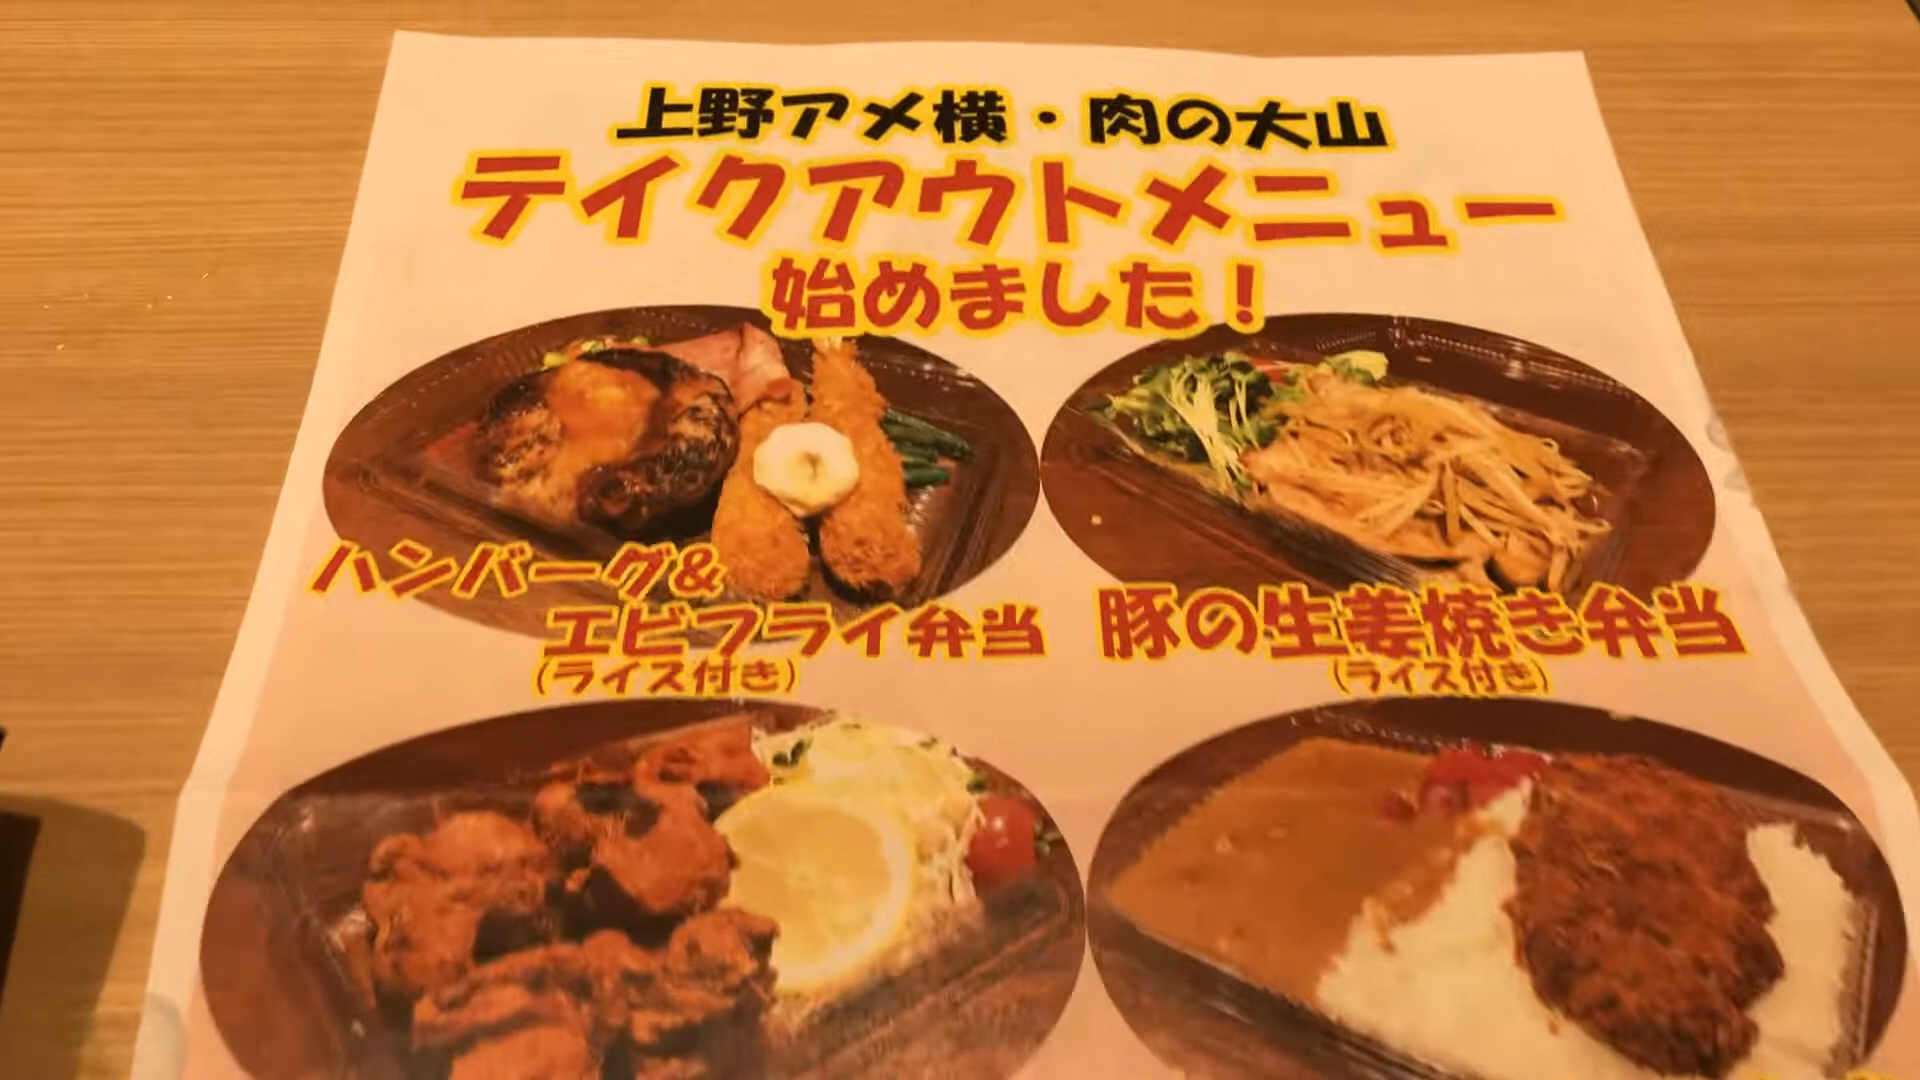 上野アメ横・肉の大山
テイクアウトメニュー
始めました！
ハンバーグ&
エビフライ弁当
(ライス付き)
豚の生姜焼き弁当
(ライス付き)